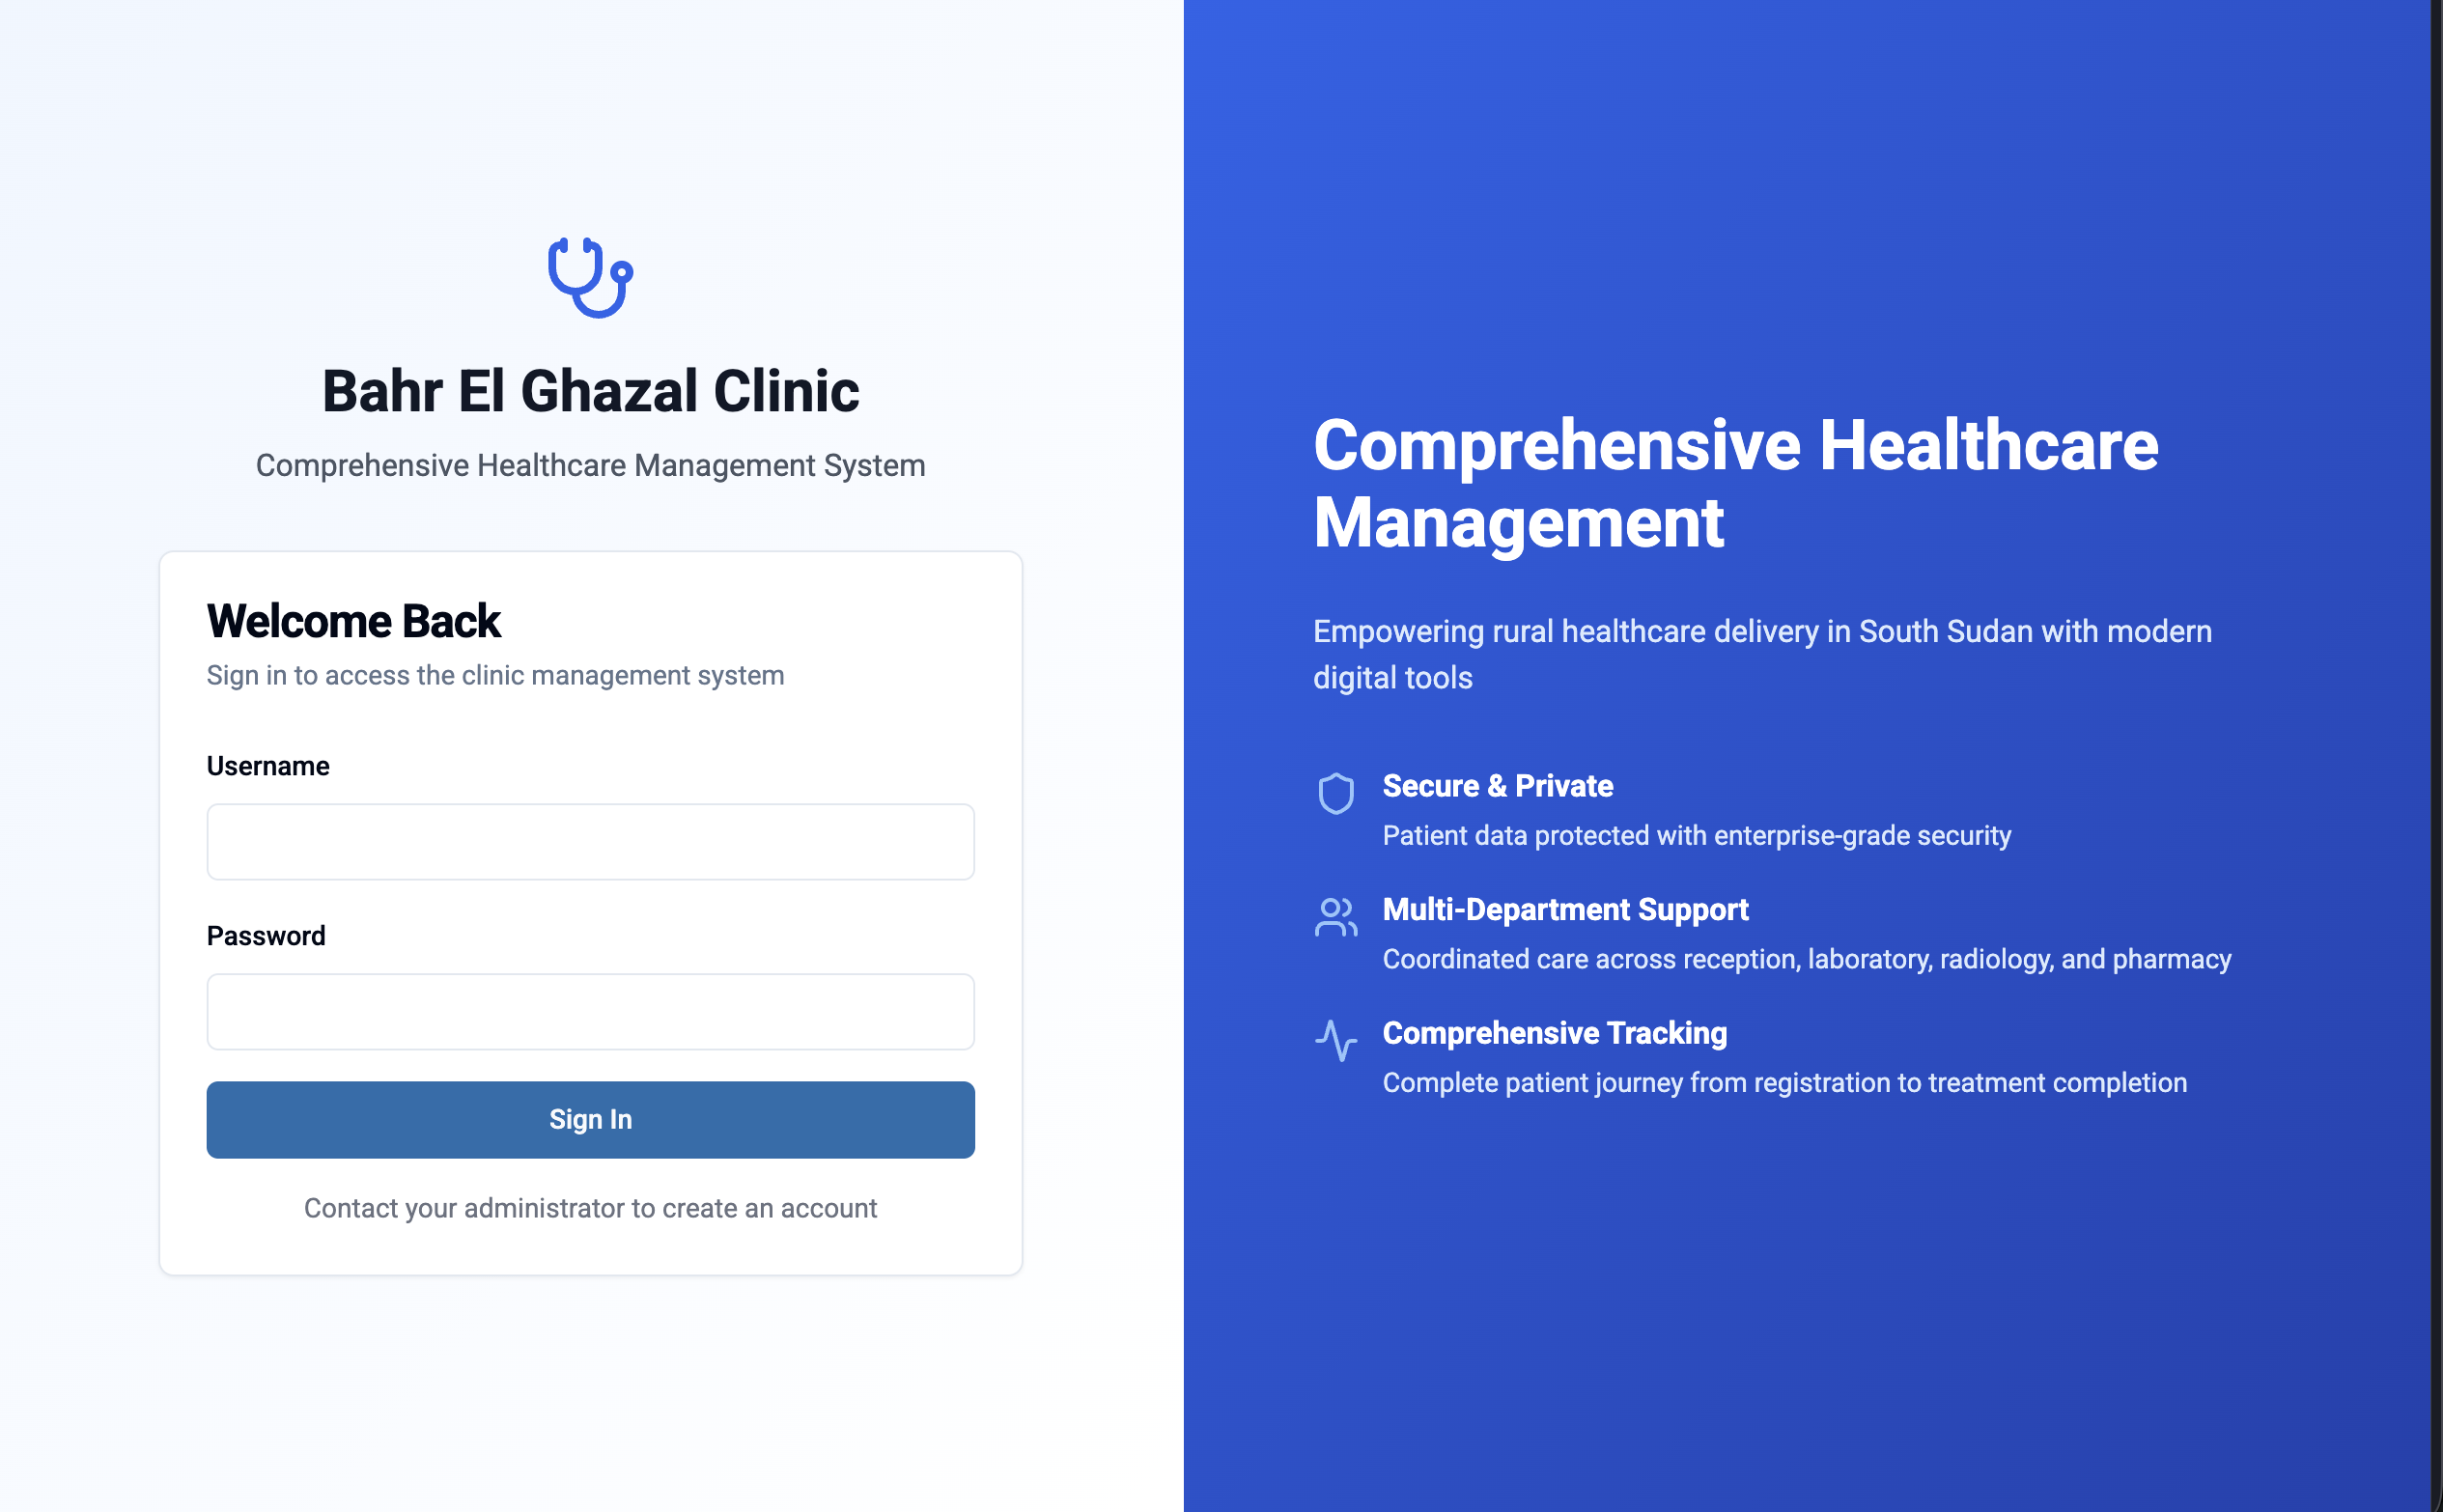 Bahr El Ghazal Clinic
Comprehensive Healthcare Management System
Welcome Back
Sign in to access the clinic management system
Username
Password
Sign In
Contact your administrator to create an account
Comprehensive Healthcare
Management
Empowering rural healthcare delivery in South Sudan with modern
digital tools
Secure & Private
Patient data protected with enterprise-grade security
Multi-Department Support
Coordinated care across reception, laboratory, radiology, and pharmacy
Comprehensive Tracking
Complete patient journey from registration to treatment completion